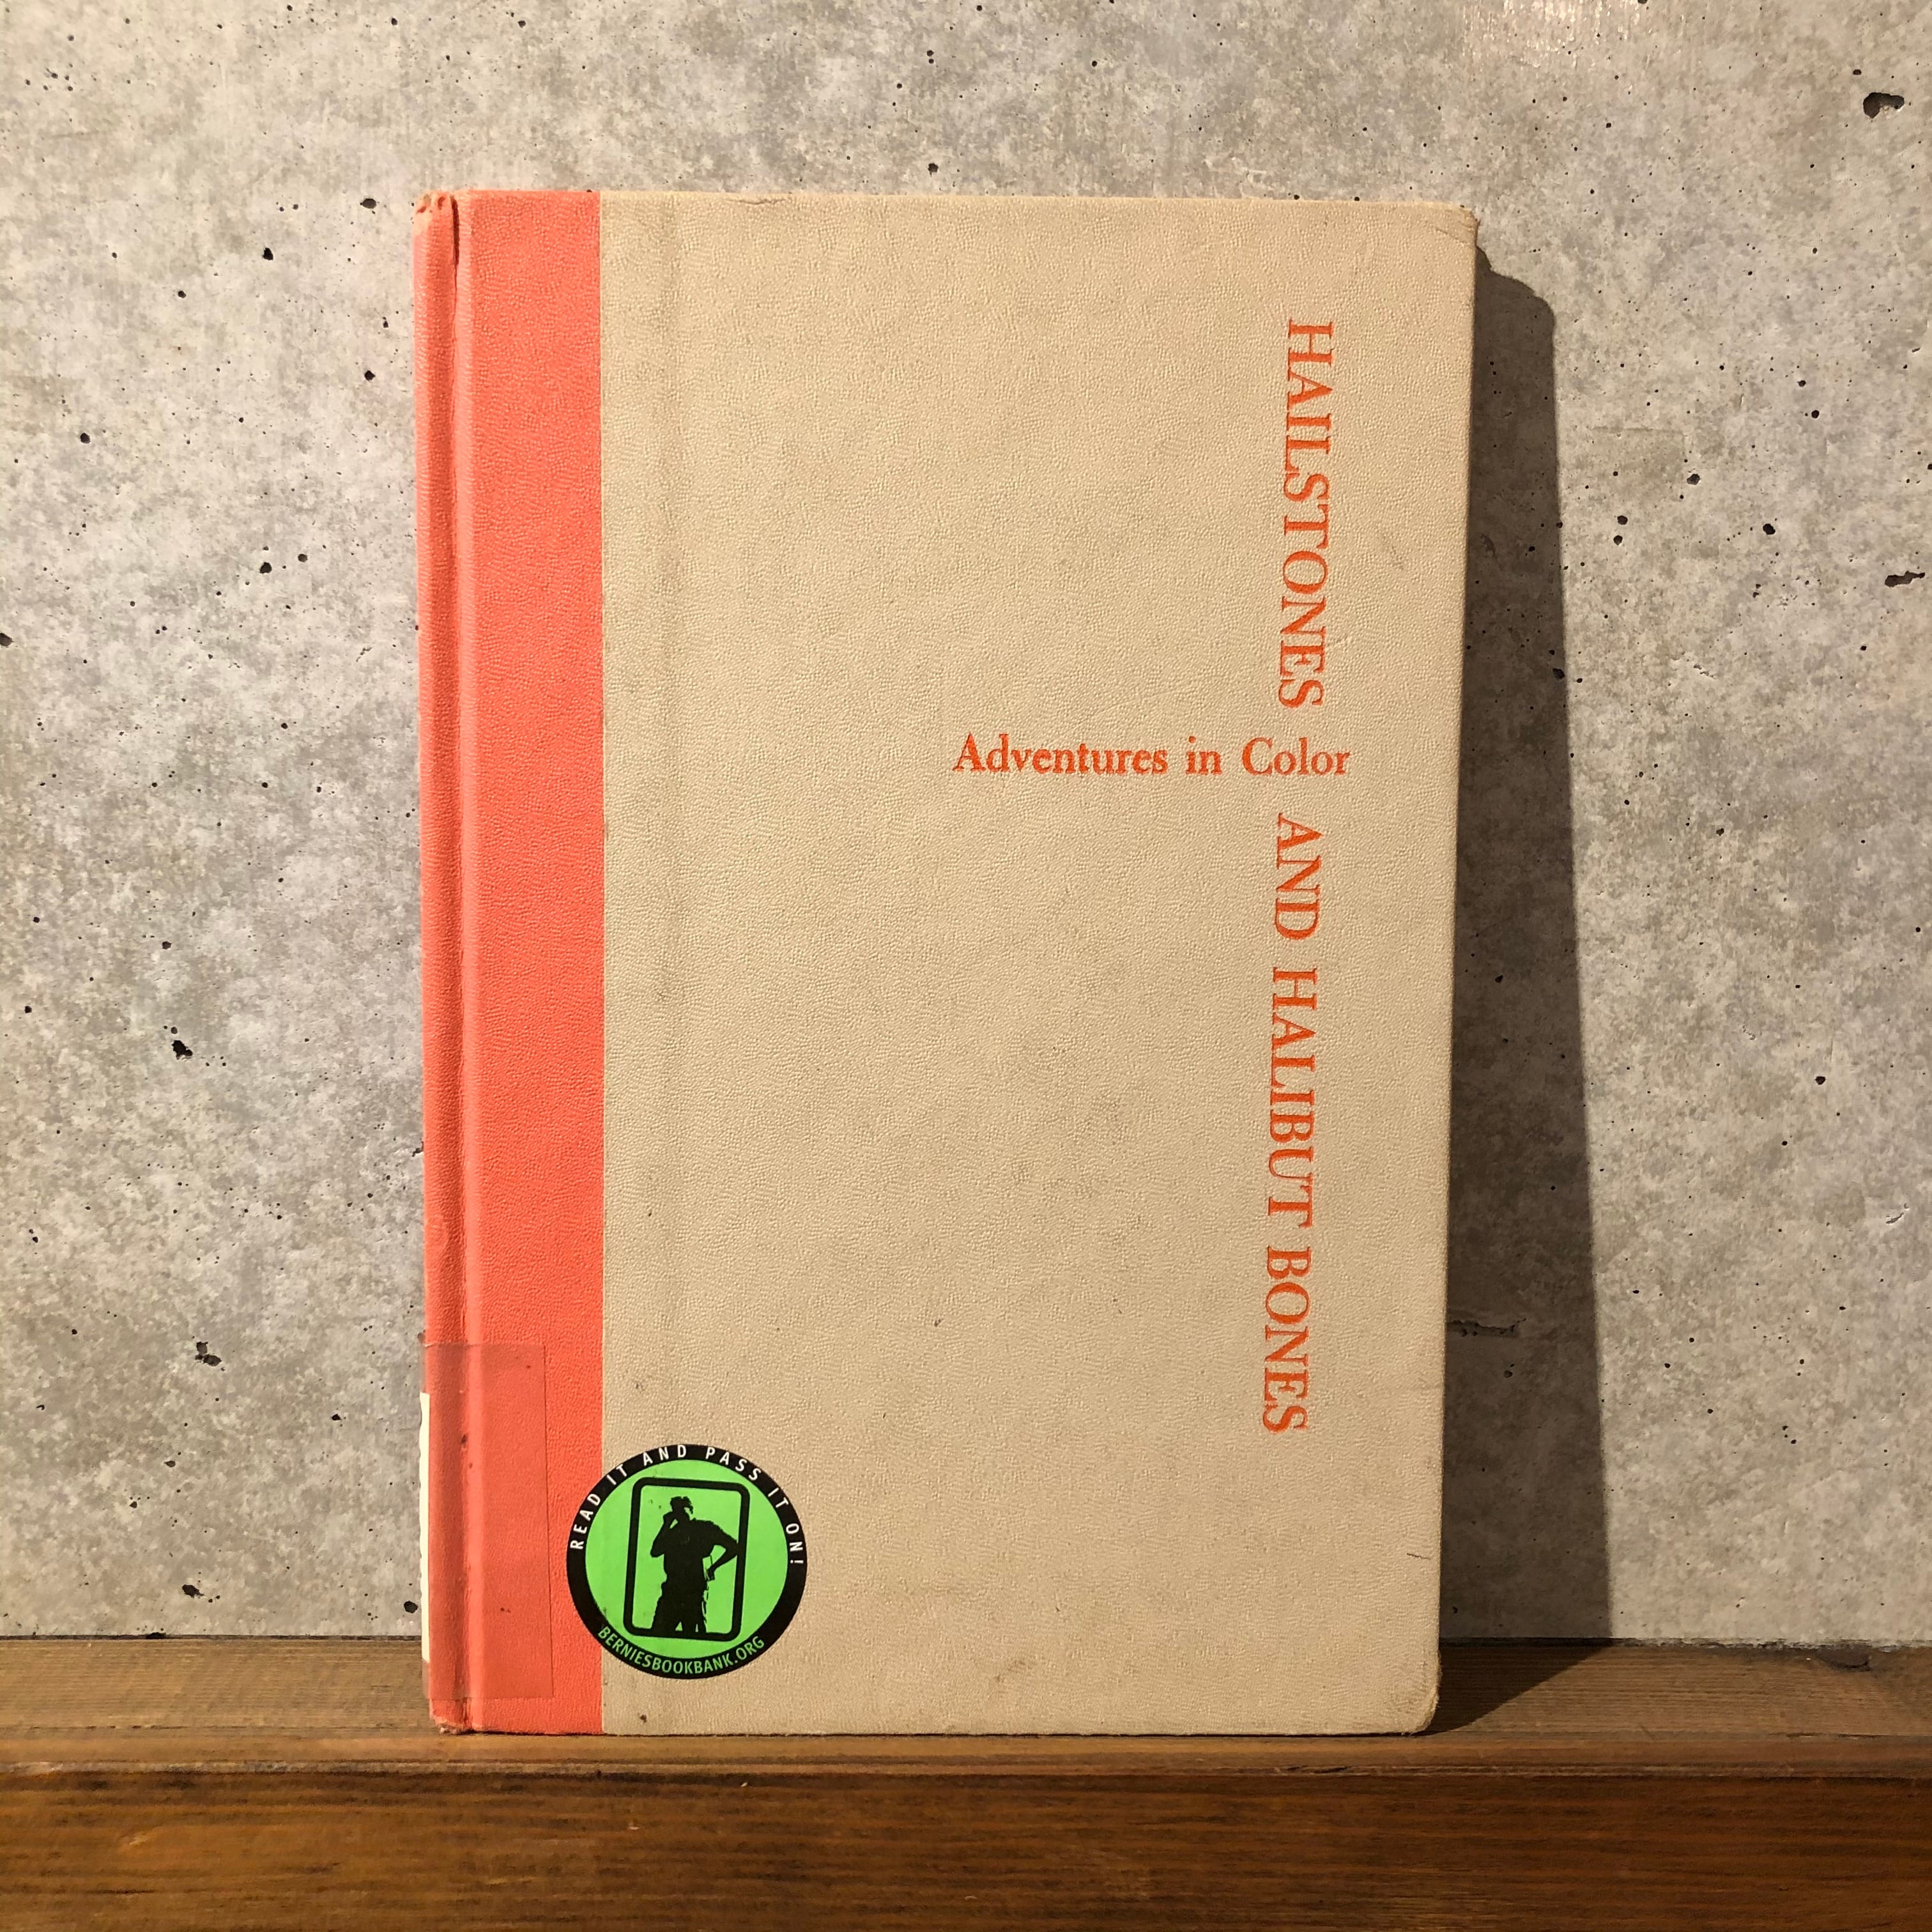 HAILSTONES AND HALIBUT BONES
Adventures in Color
READ IT AND PASS IT ON!
BERNIESBOOKBANK.ORG